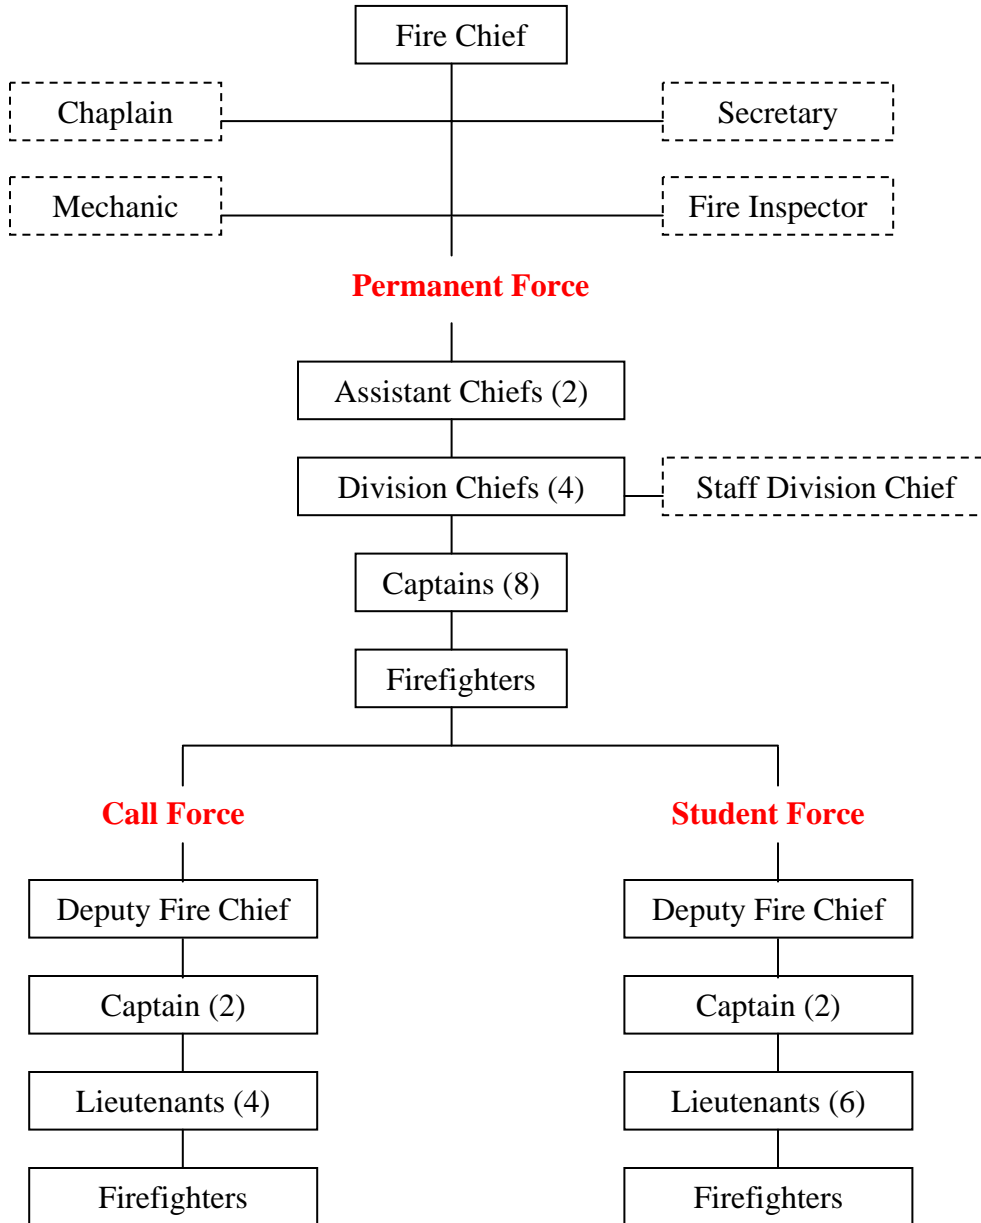 Fire Chief
Chaplain
Secretary
Mechanic
Fire Inspector
Permanent Force
Assistant Chiefs (2)
Division Chiefs (4)
Staff Division Chief
Captains (8)
Firefighters
Call Force
Student Force
Deputy Fire Chief
Deputy Fire Chief
Captain (2)
Captain (2)
Lieutenants (4)
Lieutenants (6)
Firefighters
Firefighters